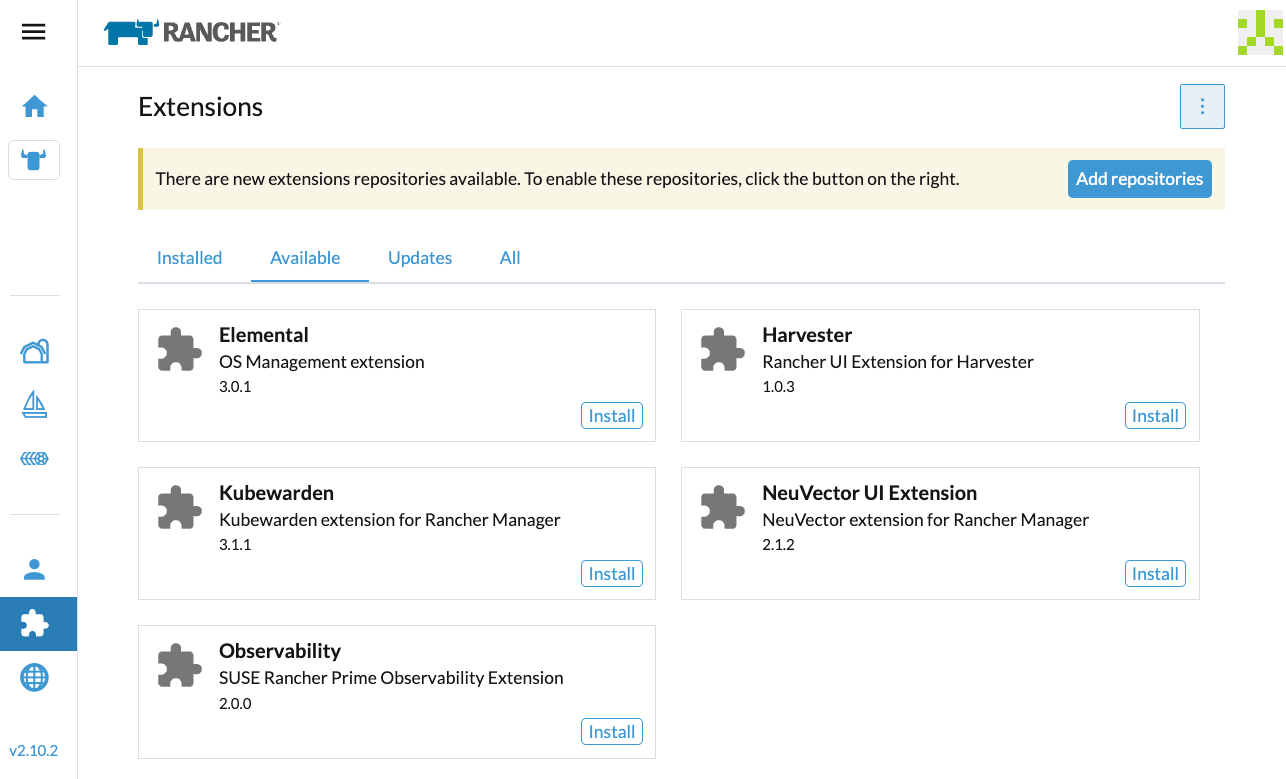 RANCHER
Extensions
There are new extensions repositories available. To enable these repositories, click the button on the right.
Add repositories
Installed
Available
Updates
All
Elemental
OS Management extension
3.0.1
Install
Harvester
Rancher UI Extension for Harvester
1.0.3
Install
Kubewarden
Kubewarden extension for Rancher Manager
3.1.1
Install
NeuVector UI Extension
NeuVector extension for Rancher Manager
2.1.2
Install
Observability
SUSE Rancher Prime Observability Extension
2.0.0
Install
v2.10.2